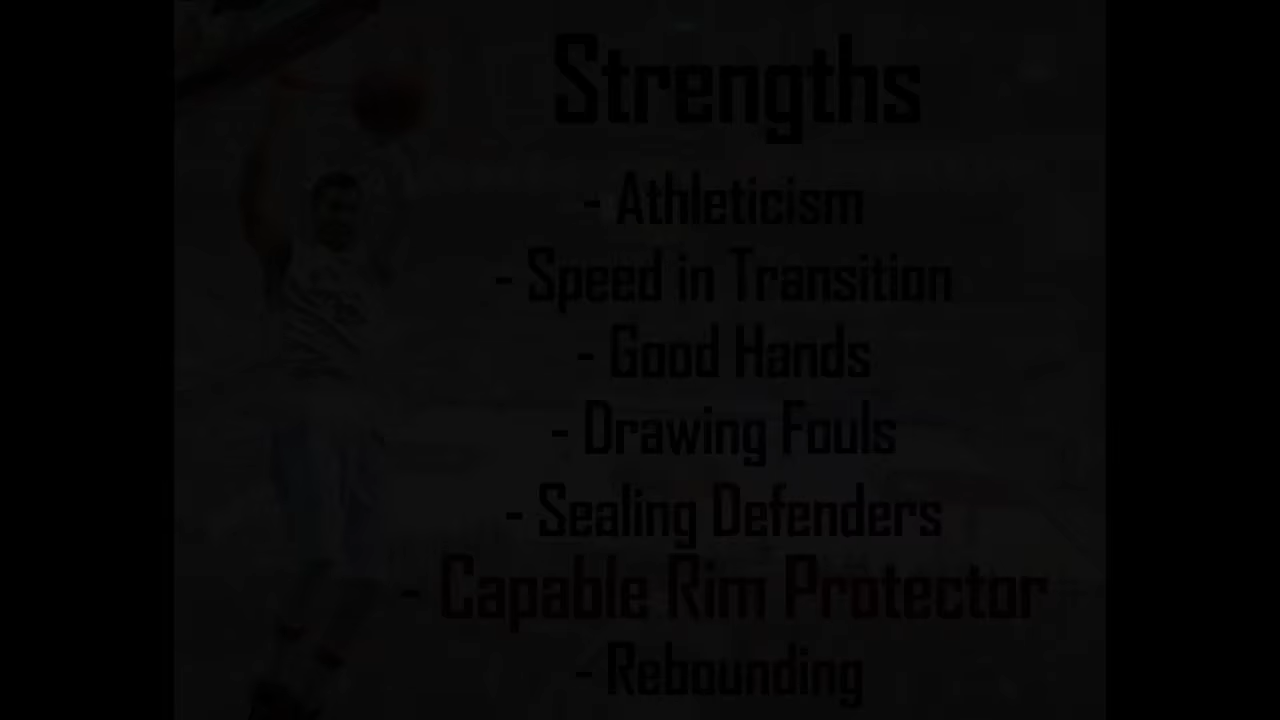 Strengths
- Athleticism
- Speed in Transition
- Good Hands
- Drawing Fouls
- Sealing Defenders
- Capable Rim Protector
- Rebounding